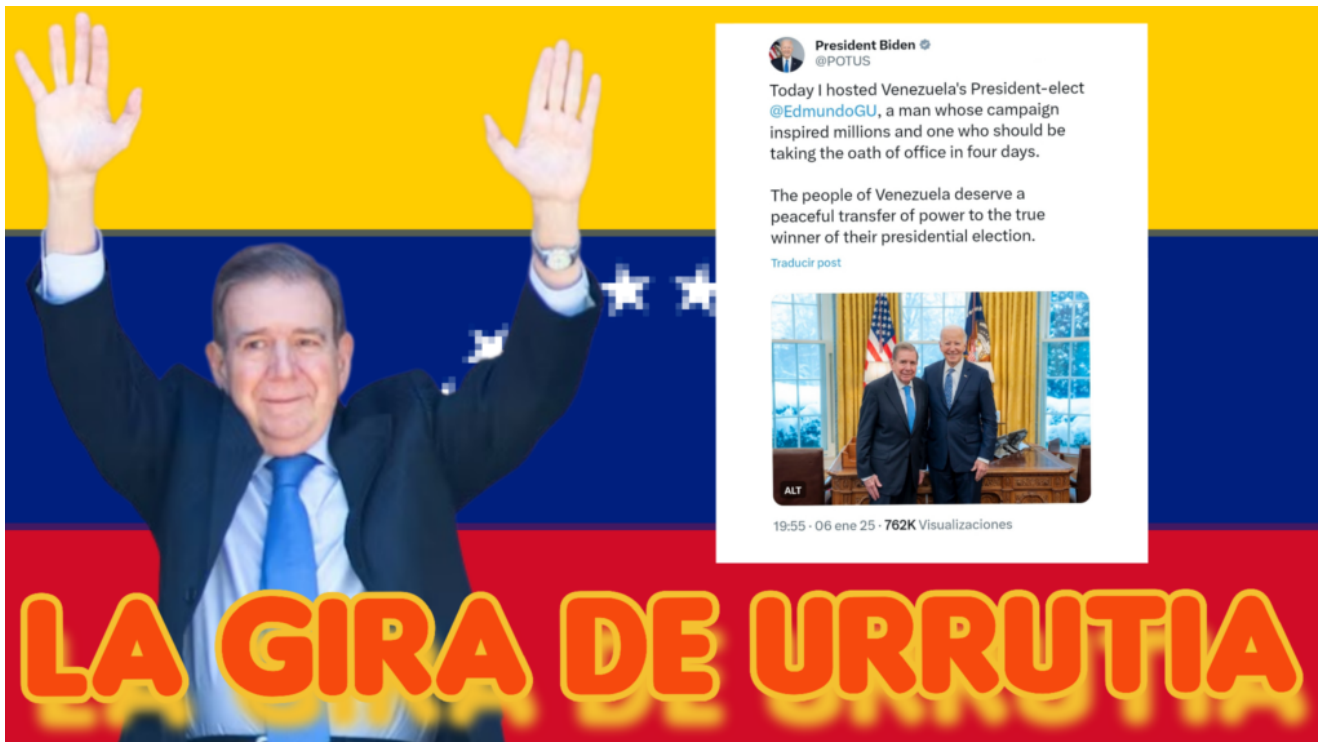 President Biden
@POTUS
Today I hosted Venezuela's President-elect
@EdmundoGU, a man whose campaign
inspired millions and one who should be
taking the oath of office in four days.
The people of Venezuela deserve a
peaceful transfer of power to the true
winner of their presidential election.
Traducir post
ALT
19:55 · 06 ene 25 · 762K Visualizaciones
LA GIRA DE URRUTIA